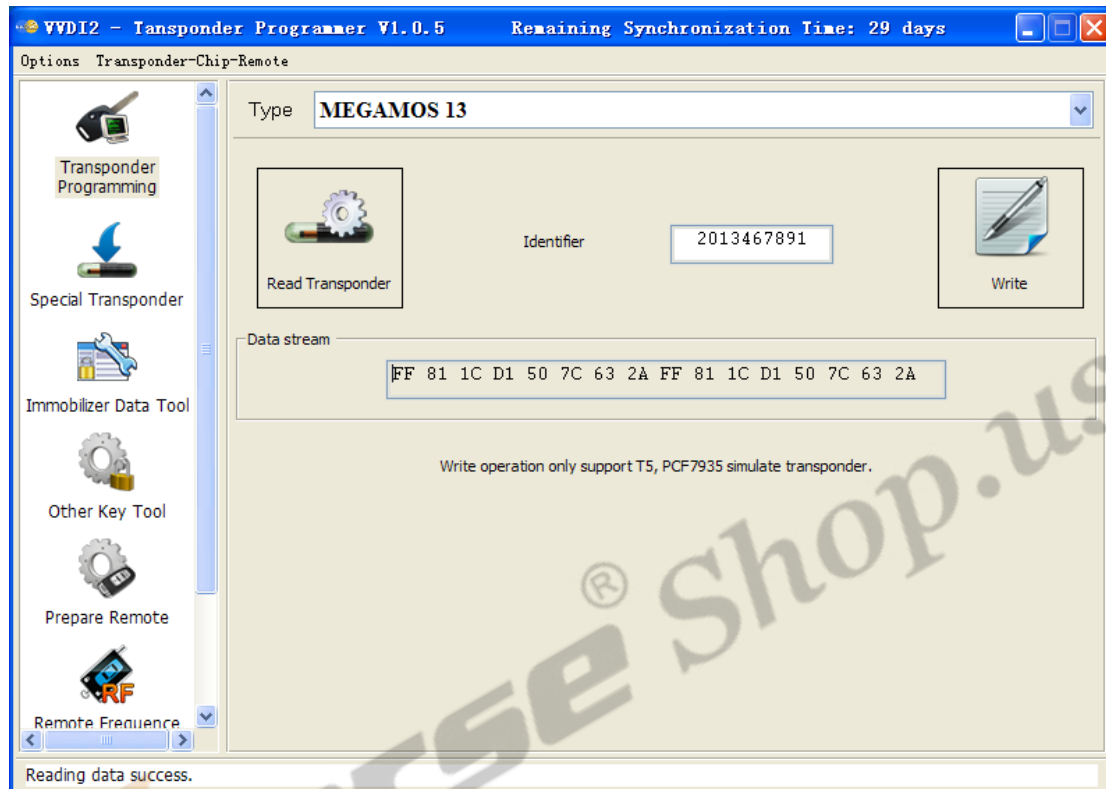 VVDI2 - Tansponder Programmer V1.0.5 Remaining Synchronization Time: 29 days
Options Transponder-Chip-Remote
Transponder
Programming
Special Transponder
Immobilizer Data Tool
Other Key Tool
Prepare Remote
RF
Remote Frequence
Type MEGAMOS 13
Read Transponder
Identifier 2013467891
Write
Data stream
FF 81 1C D1 50 7C 63 2A FF 81 1C D1 50 7C 63 2A
Write operation only support T5, PCF7935 simulate transponder.
® Shop.us
Reading data success.